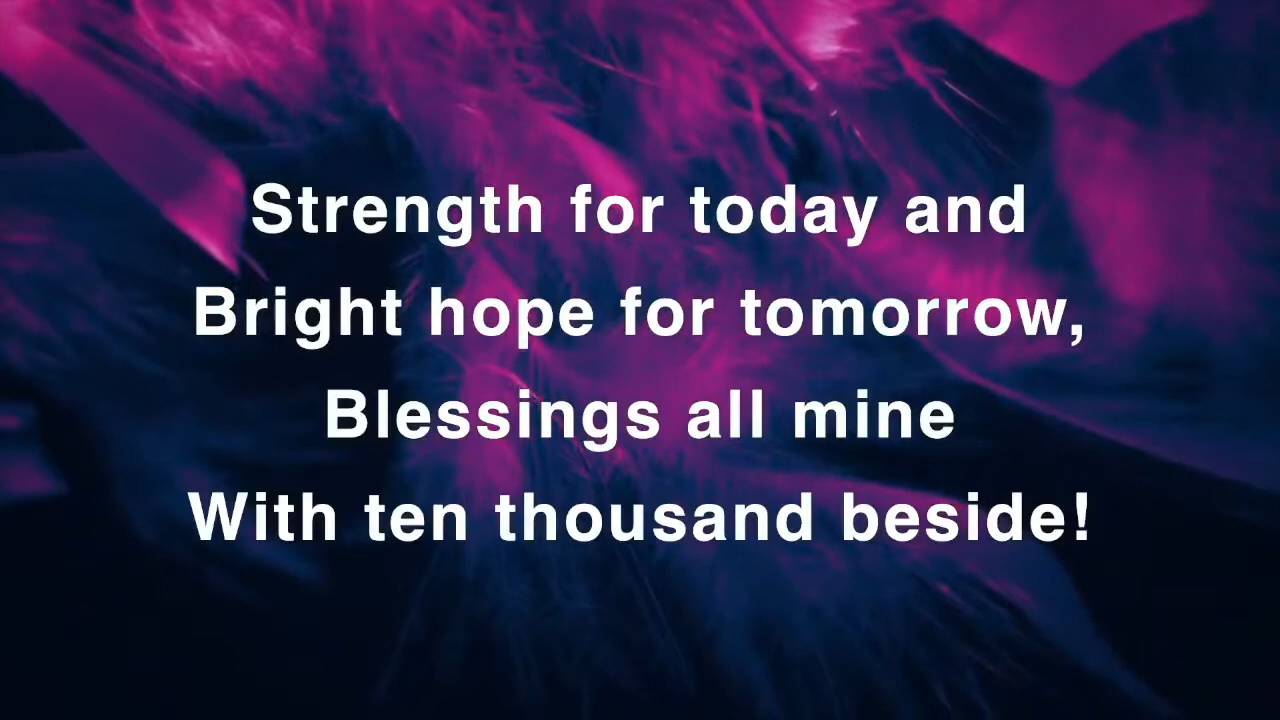 Strength for today and
Bright hope for tomorrow,
Blessings all mine
With ten thousand beside!